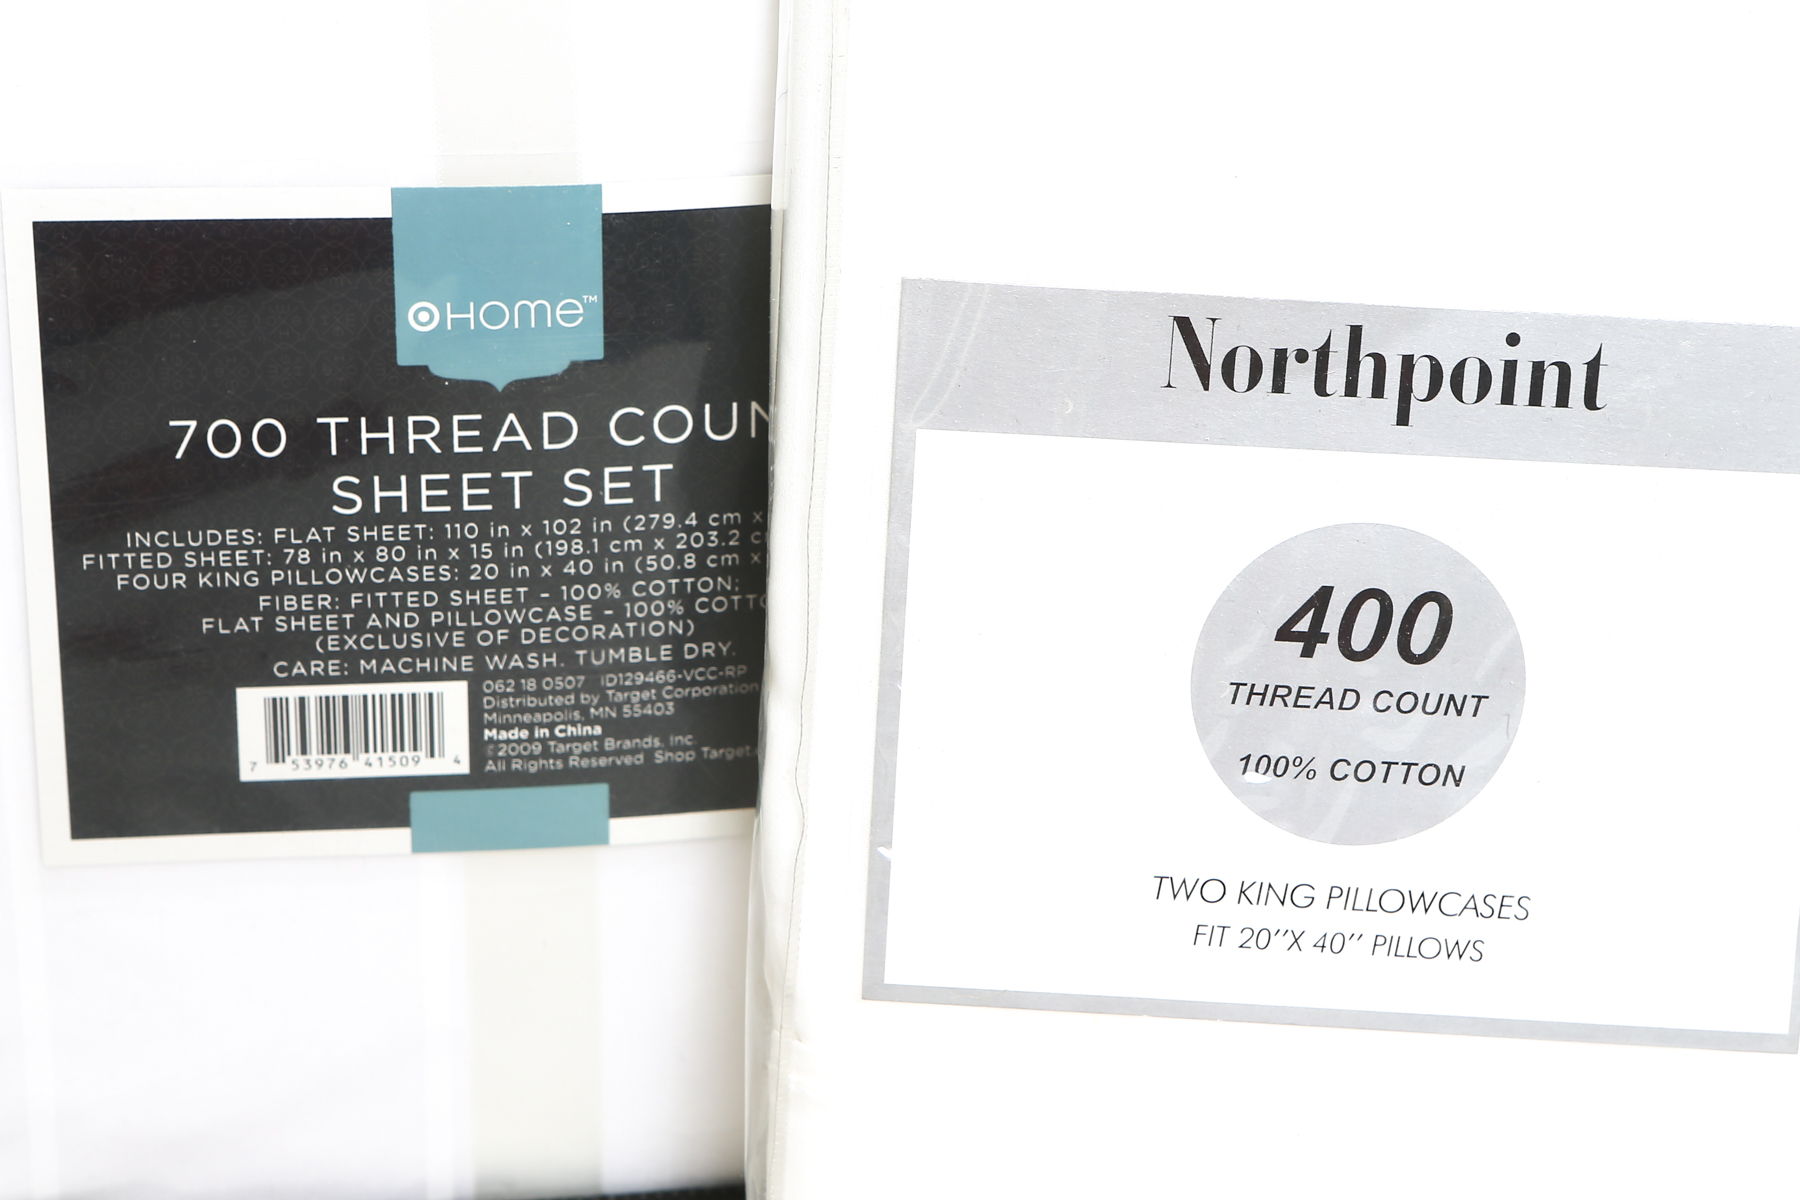 HOME™
700 THREAD COUN
SHEET SET
INCLUDES: FLAT SHEET: 110 in x 102 in (279.4 cm x
FITTED SHEET: 78 in x 80 in x 15 in (198.1 cm x 203.2 c
FOUR KING PILLOWCASES: 20 in x 40 in (50.8 cm x
FIBER: FITTED SHEET – 100% COTTON;
FLAT SHEET AND PILLOWCASE – 100% COTTO
(EXCLUSIVE OF DECORATION)
CARE: MACHINE WASH. TUMBLE DRY.
062 18 0507 ID129466-VCC-RP
Distributed by Target Corporation
Minneapolis, MN 55403
Made in China
©2009 Target Brands, Inc.
All Rights Reserved Shop Target.
7 53976 41509 4
Northpoint
400
THREAD COUNT
100% COTTON
TWO KING PILLOWCASES
FIT 20''X 40'' PILLOWS